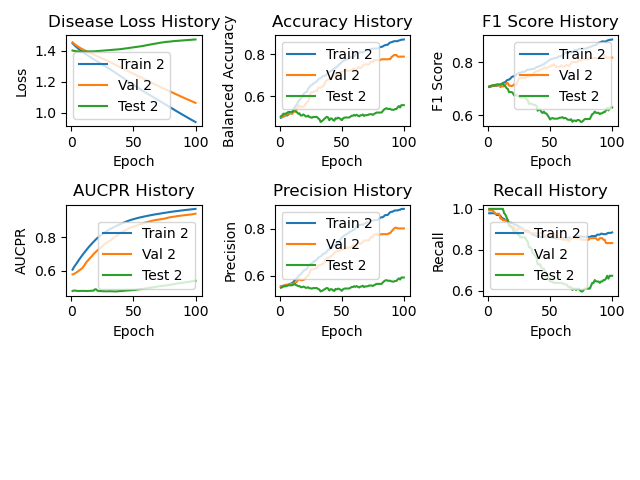 Disease Loss History
Loss
1.4
1.2
1.0
Train 2
Val 2
Test 2
0
50
100
Epoch
Accuracy History
Balanced Accuracy
0.8
0.6
Train 2
Val 2
Test 2
0
50
100
Epoch
F1 Score History
F1 Score
0.8
0.6
Train 2
Val 2
Test 2
0
50
100
Epoch
AUCPR History
AUCPR
0.8
0.6
Train 2
Val 2
Test 2
0
50
100
Epoch
Precision History
Precision
0.8
0.6
Train 2
Val 2
Test 2
0
50
100
Epoch
Recall History
Recall
1.0
0.8
0.6
Train 2
Val 2
Test 2
0
50
100
Epoch